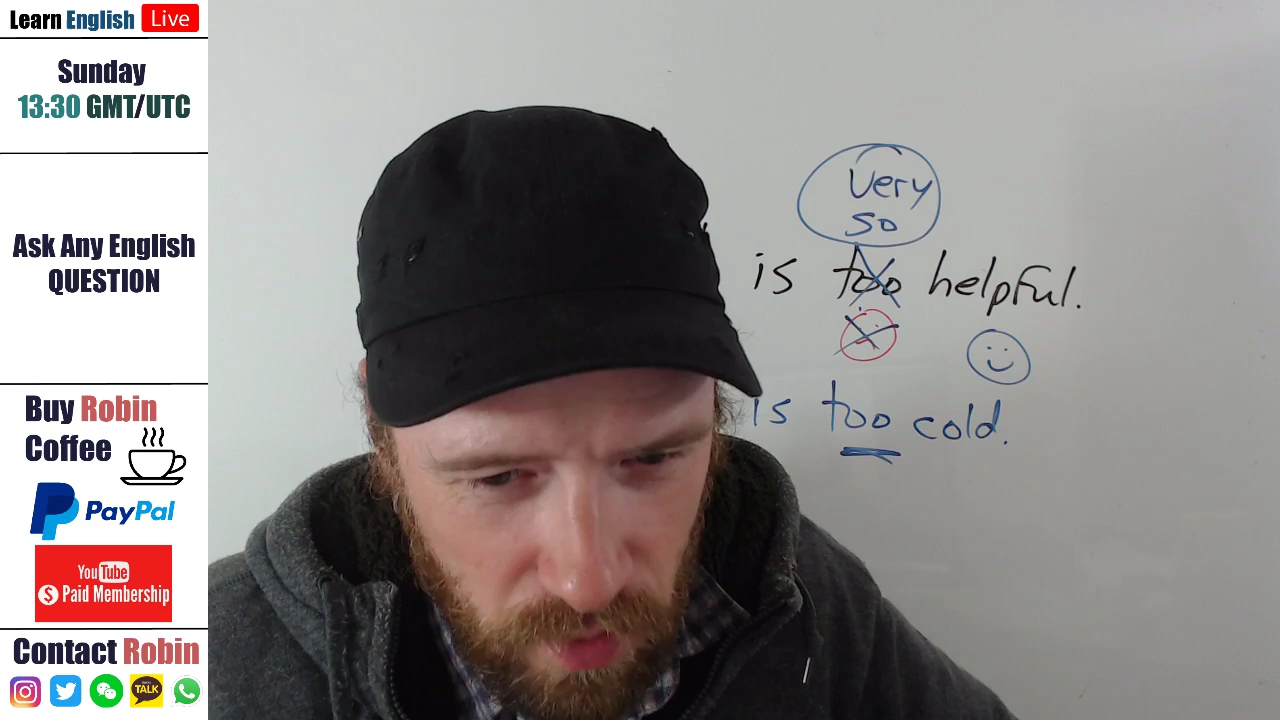 Learn English Live
Sunday
13:30 GMT/UTC
Ask Any English
QUESTION
Buy Robin
Coffee
PayPal
YouTube
$ Paid Membership
Contact Robin
TALK
very
so
is too helpful.
is too cold.